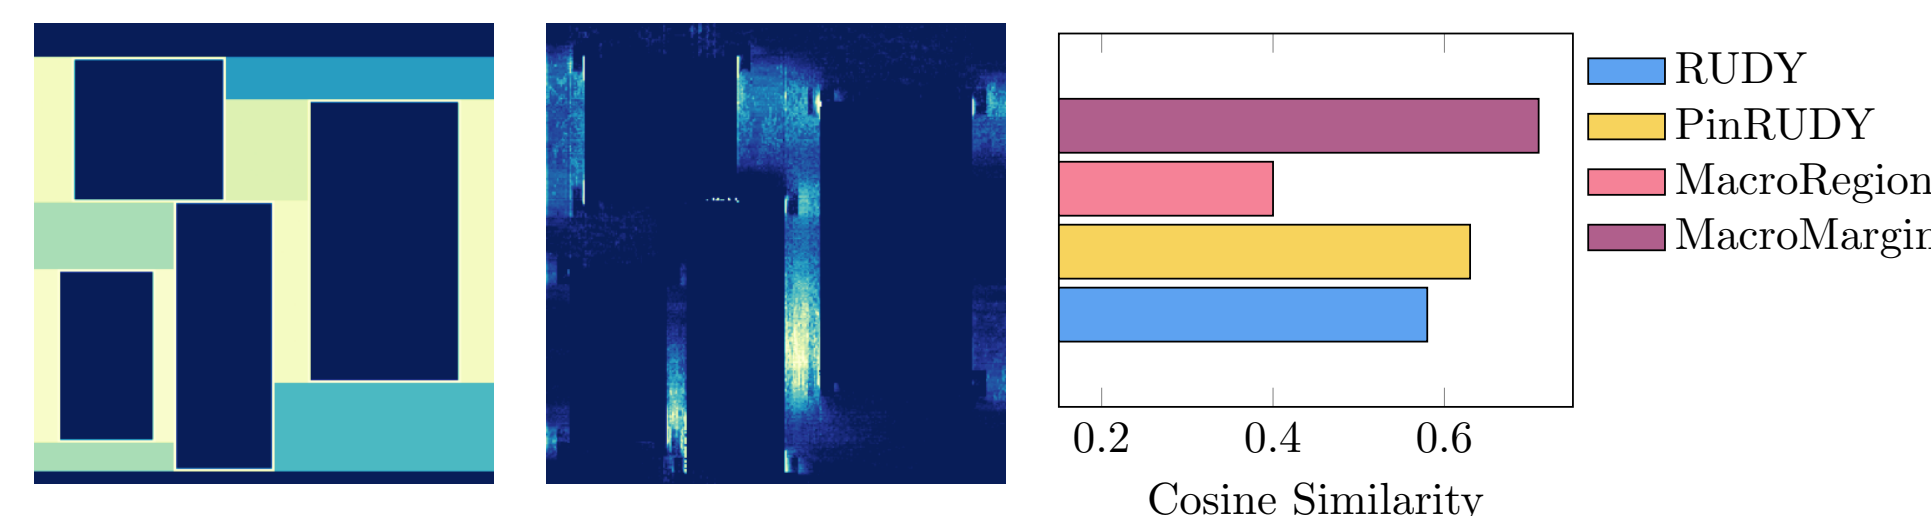 RUDY
PinRUDY
MacroRegion
MacroMargin
0.2 0.4 0.6
Cosine Similarity